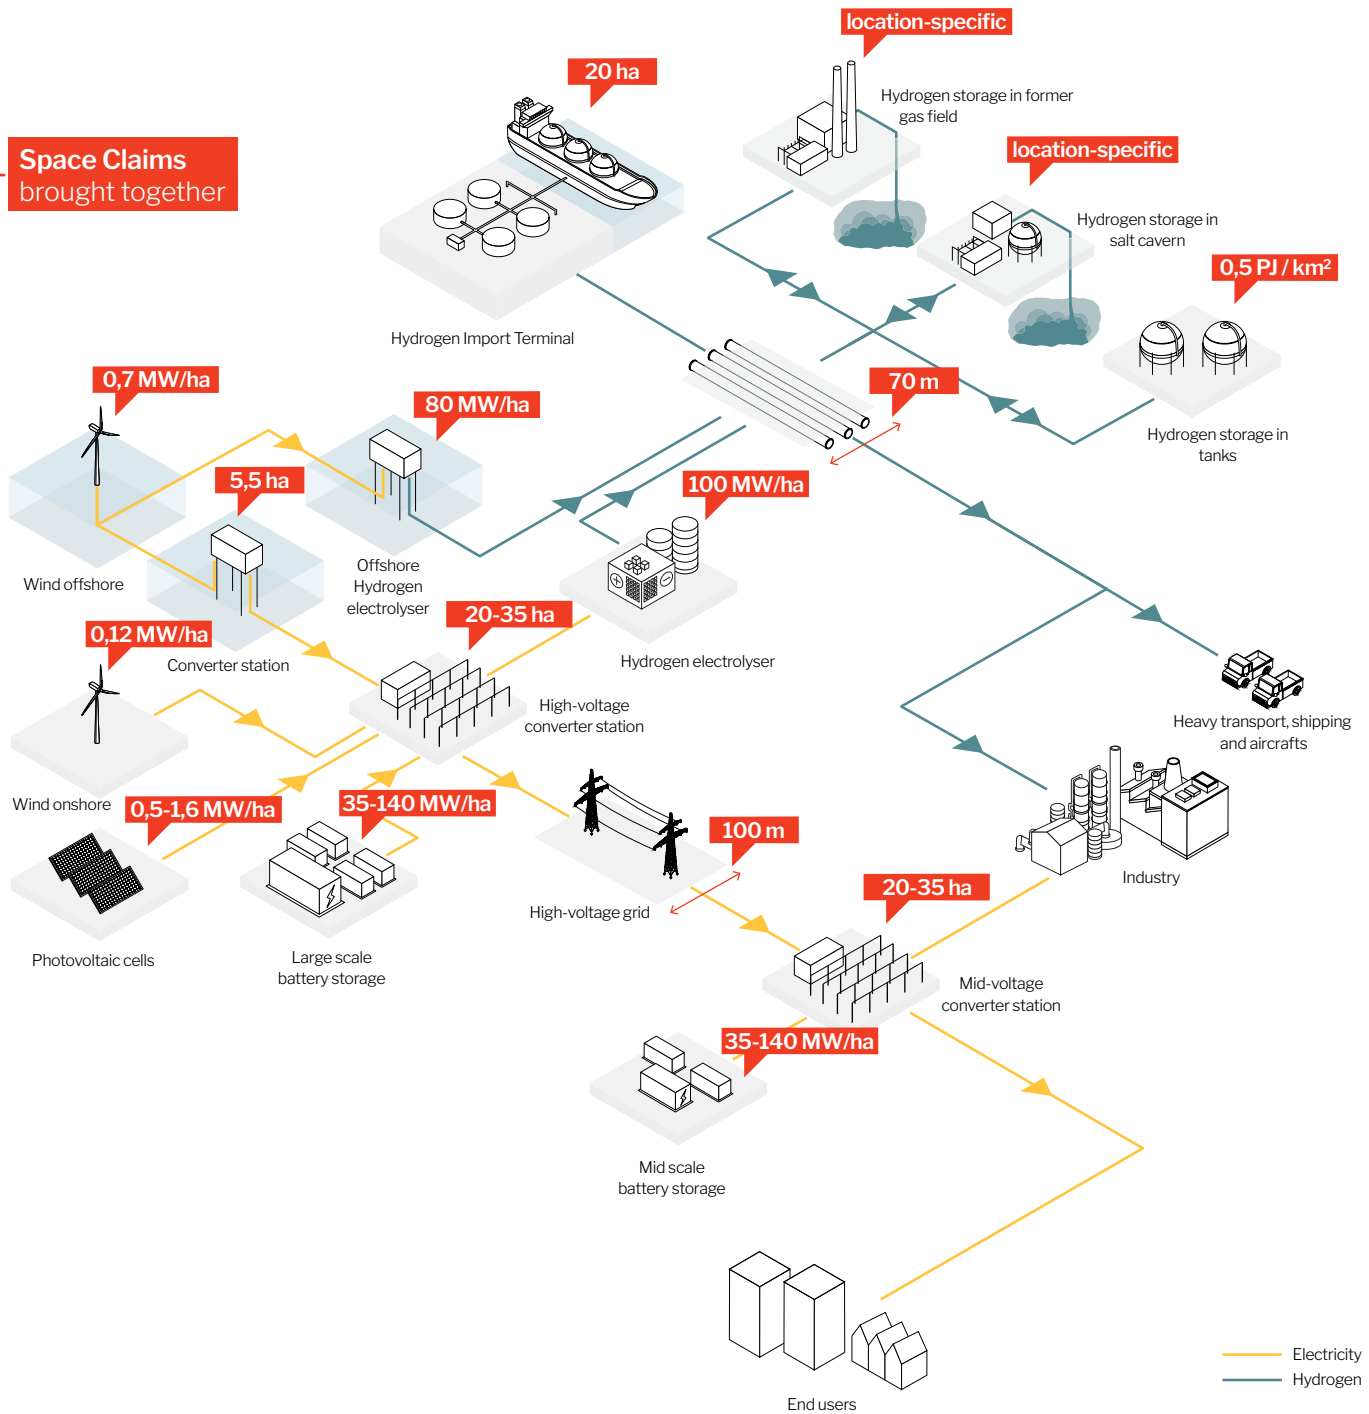 location-specific
20 ha
Hydrogen storage in former
gas field
Space Claims
brought together
location-specific
Hydrogen storage in
salt cavern
0,5 PJ / km²
Hydrogen Import Terminal
0,7 MW/ha
70 m
80 MW/ha
Hydrogen storage in
tanks
5,5 ha
100 MW/ha
Wind offshore
Offshore
Hydrogen
electrolyser
20-35 ha
0,12 MW/ha
Converter station
Hydrogen electrolyser
High-voltage
converter station
Heavy transport, shipping
and aircrafts
Wind onshore
0,5-1,6 MW/ha
35-140 MW/ha
100 m
Industry
20-35 ha
High-voltage grid
Photovoltaic cells
Large scale
battery storage
Mid-voltage
converter station
35-140 MW/ha
Mid scale
battery storage
Electricity
Hydrogen
End users